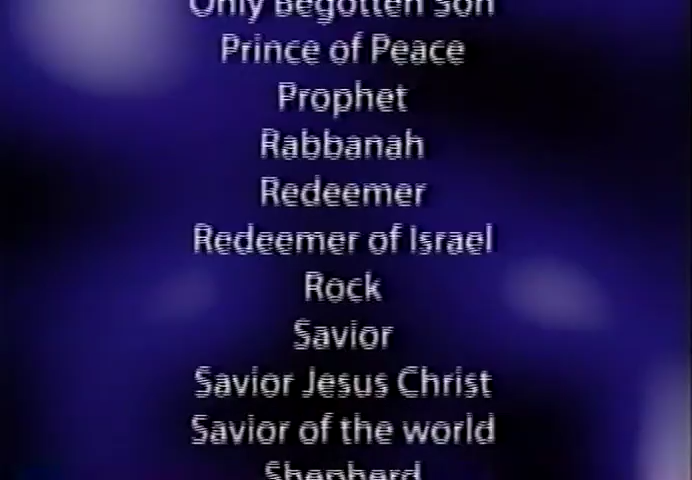 Only Begotten Son
Prince of Peace
Prophet
Rabbanah
Redeemer
Redeemer of Israel
Rock
Savior
Savior Jesus Christ
Savior of the world
Shepherd